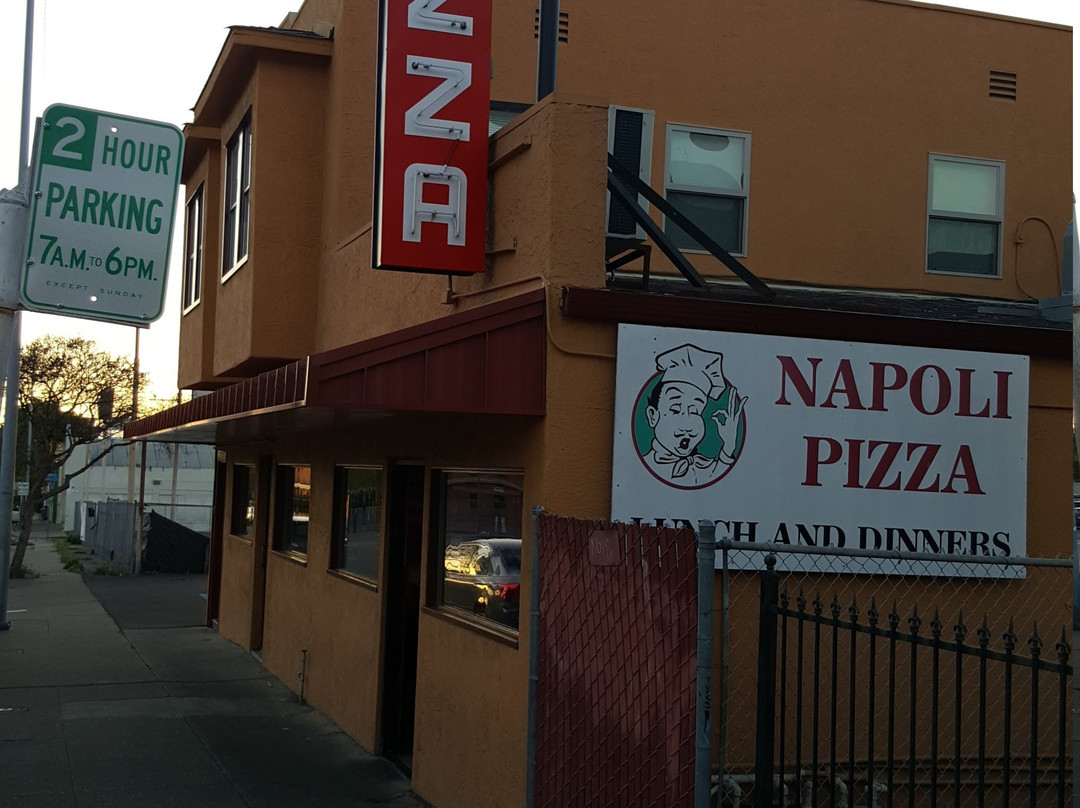 2 HOUR
PARKING
7A.M. TO 6PM.
EXCEPT SUNDAY
ZZA
NAPOLI
PIZZA
LUNCH AND DINNERS